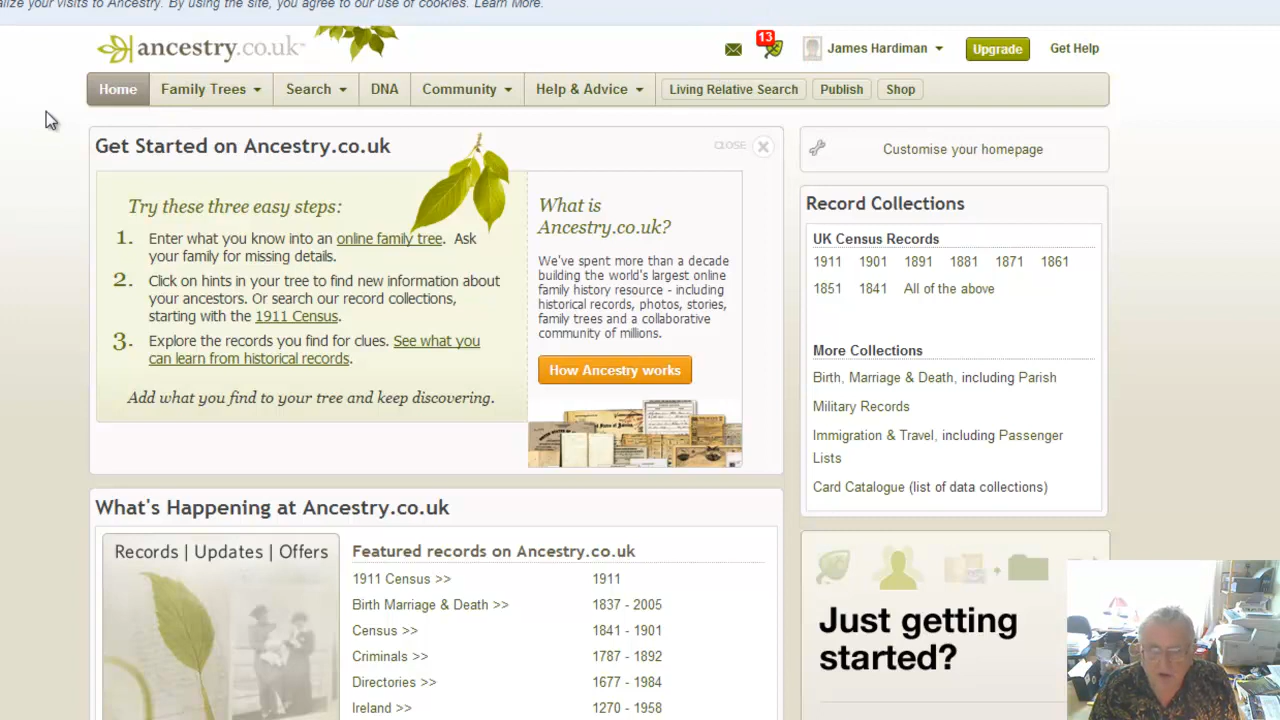 alize your visits to Ancestry. By using the site, you agree to our use of cookies. Learn More.
ancestry.co.uk
13
James Hardiman
Upgrade
Get Help
Home
Family Trees
Search
DNA
Community
Help & Advice
Living Relative Search
Publish
Shop
Get Started on Ancestry.co.uk
CLOSE
Try these three easy steps:
1. Enter what you know into an online family tree. Ask
your family for missing details.
2. Click on hints in your tree to find new information about
your ancestors. Or search our record collections,
starting with the 1911 Census.
3. Explore the records you find for clues. See what you
can learn from historical records.
Add what you find to your tree and keep discovering.
What is
Ancestry.co.uk?
We've spent more than a decade
building the world's largest online
family history resource - including
historical records, photos, stories,
family trees and a collaborative
community of millions.
How Ancestry works
Customise your homepage
Record Collections
UK Census Records
1911 1901 1891 1881 1871 1861
1851 1841 All of the above
More Collections
Birth, Marriage & Death, including Parish
Military Records
Immigration & Travel, including Passenger
Lists
Card Catalogue (list of data collections)
What's Happening at Ancestry.co.uk
Records | Updates | Offers
Featured records on Ancestry.co.uk
1911 Census >> 1911
Birth Marriage & Death >> 1837 - 2005
Census >> 1841 - 1901
Criminals >> 1787 - 1892
Directories >> 1677 - 1984
Ireland >> 1270 - 1958
Just getting
started?